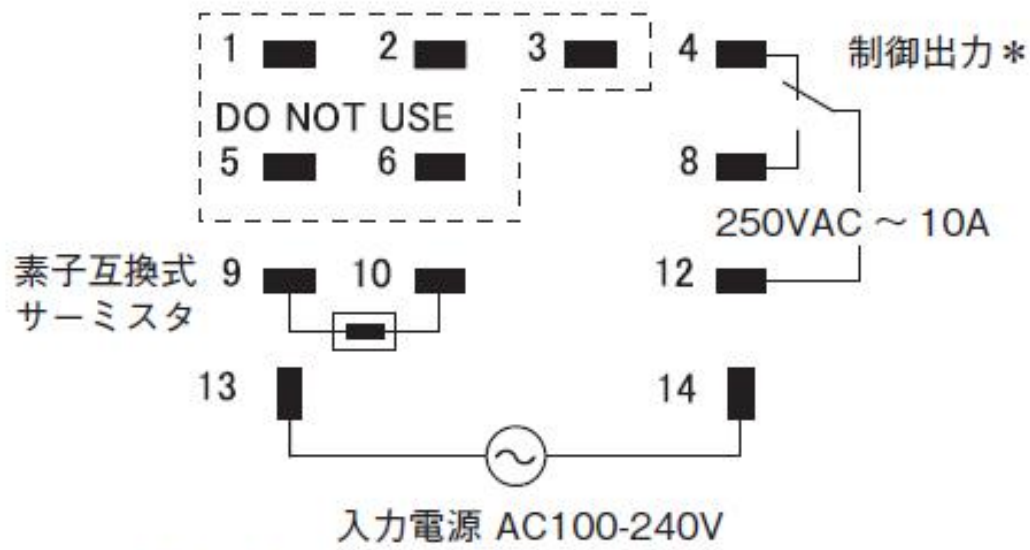 1 2 3 4 制御出力＊
DO NOT USE
5 6 8
250VAC ～ 10A
素子互換式 9 10 12
サーミスタ
13 14
入力電源 AC100-240V